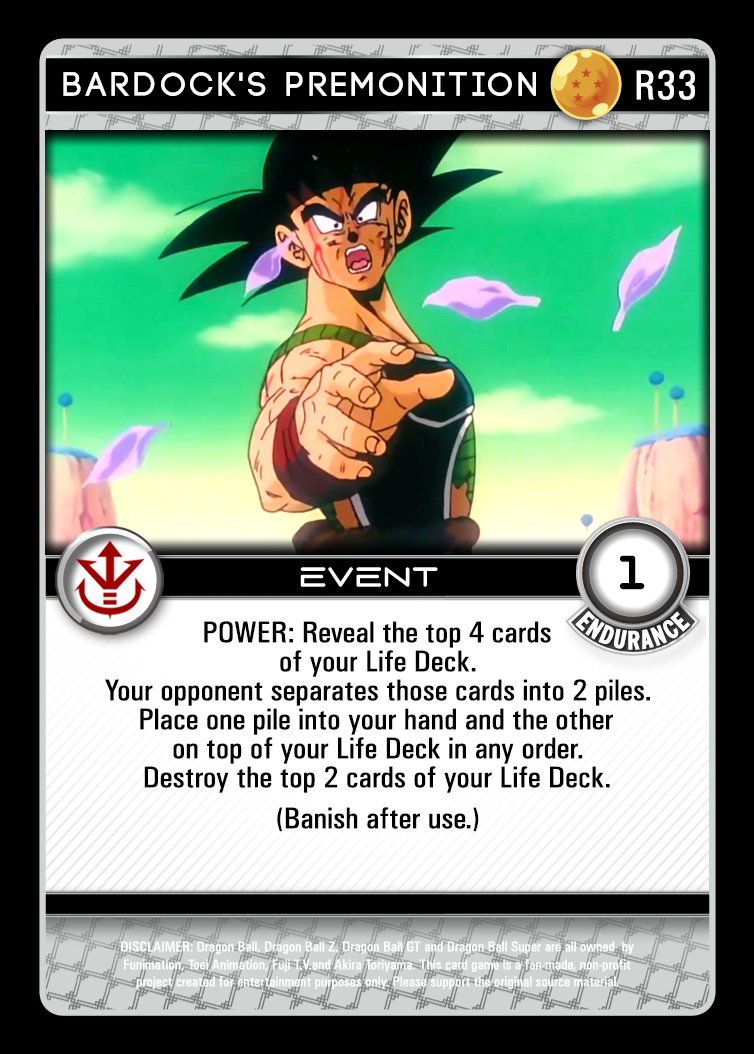 BARDOCK'S PREMONITION R33
EVENT
1
ENDURANCE
POWER: Reveal the top 4 cards
of your Life Deck.
Your opponent separates those cards into 2 piles.
Place one pile into your hand and the other
on top of your Life Deck in any order.
Destroy the top 2 cards of your Life Deck.
(Banish after use.)
DISCLAIMER: Dragon Ball, Dragon Ball Z, Dragon Ball GT and Dragon Ball Super are all owned by
Funimation, Toei Animation, Fuji T.V.and Akira Toriyama. This card game is a fan-made, non-profit
project created for entertainment purposes only. Please support the original source material.